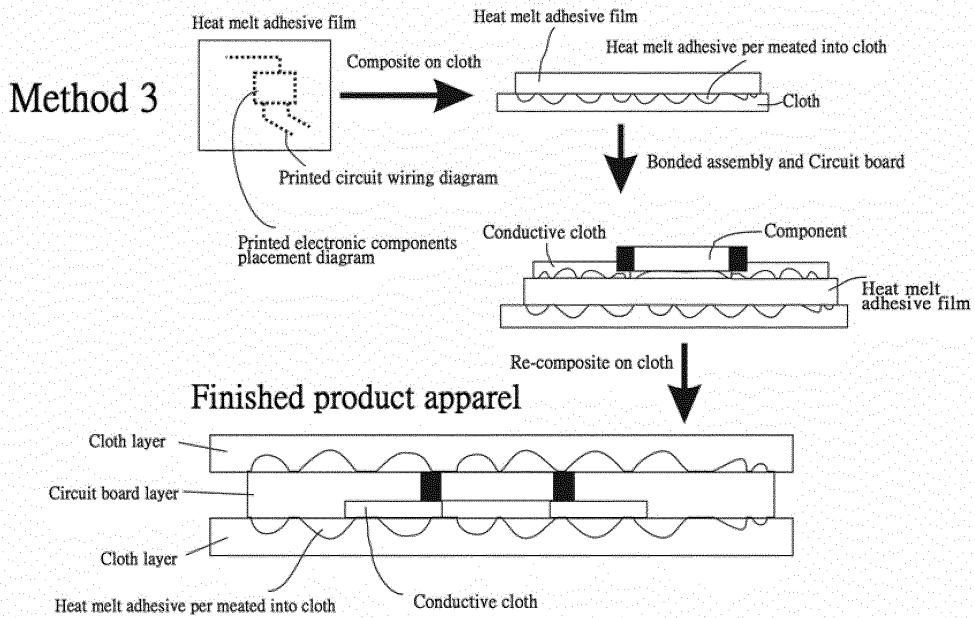 Method 3
Heat melt adhesive film
Composite on cloth
Printed circuit wiring diagram
Printed electronic components
placement diagram
Heat melt adhesive film
Heat melt adhesive per meated into cloth
Cloth
Bonded assembly and Circuit board
Conductive cloth
Component
Heat melt
adhesive film
Re-composite on cloth
Finished product apparel
Cloth layer
Circuit board layer
Cloth layer
Heat melt adhesive per meated into cloth
Conductive cloth